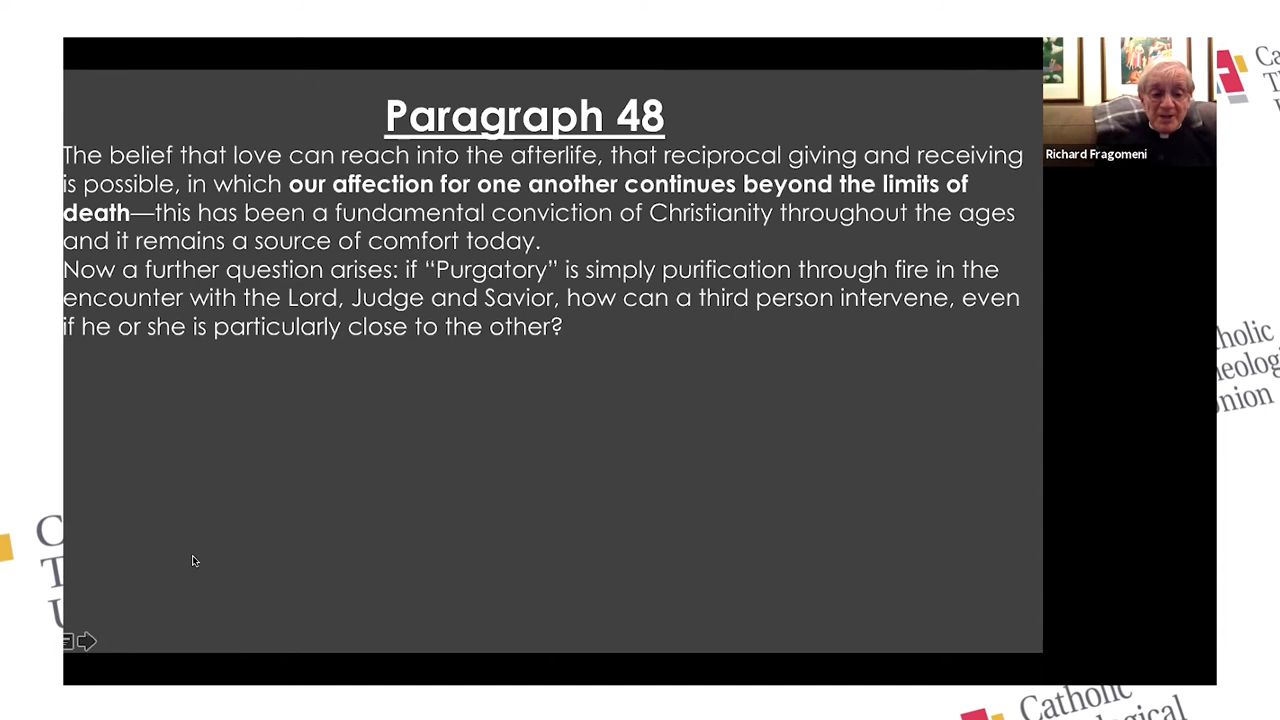 Paragraph 48
The belief that love can reach into the afterlife, that reciprocal giving and receiving
is possible, in which our affection for one another continues beyond the limits of
death—this has been a fundamental conviction of Christianity throughout the ages
and it remains a source of comfort today.
Now a further question arises: if “Purgatory” is simply purification through fire in the
encounter with the Lord, Judge and Savior, how can a third person intervene, even
if he or she is particularly close to the other?
Richard Fragomeni
Catholic